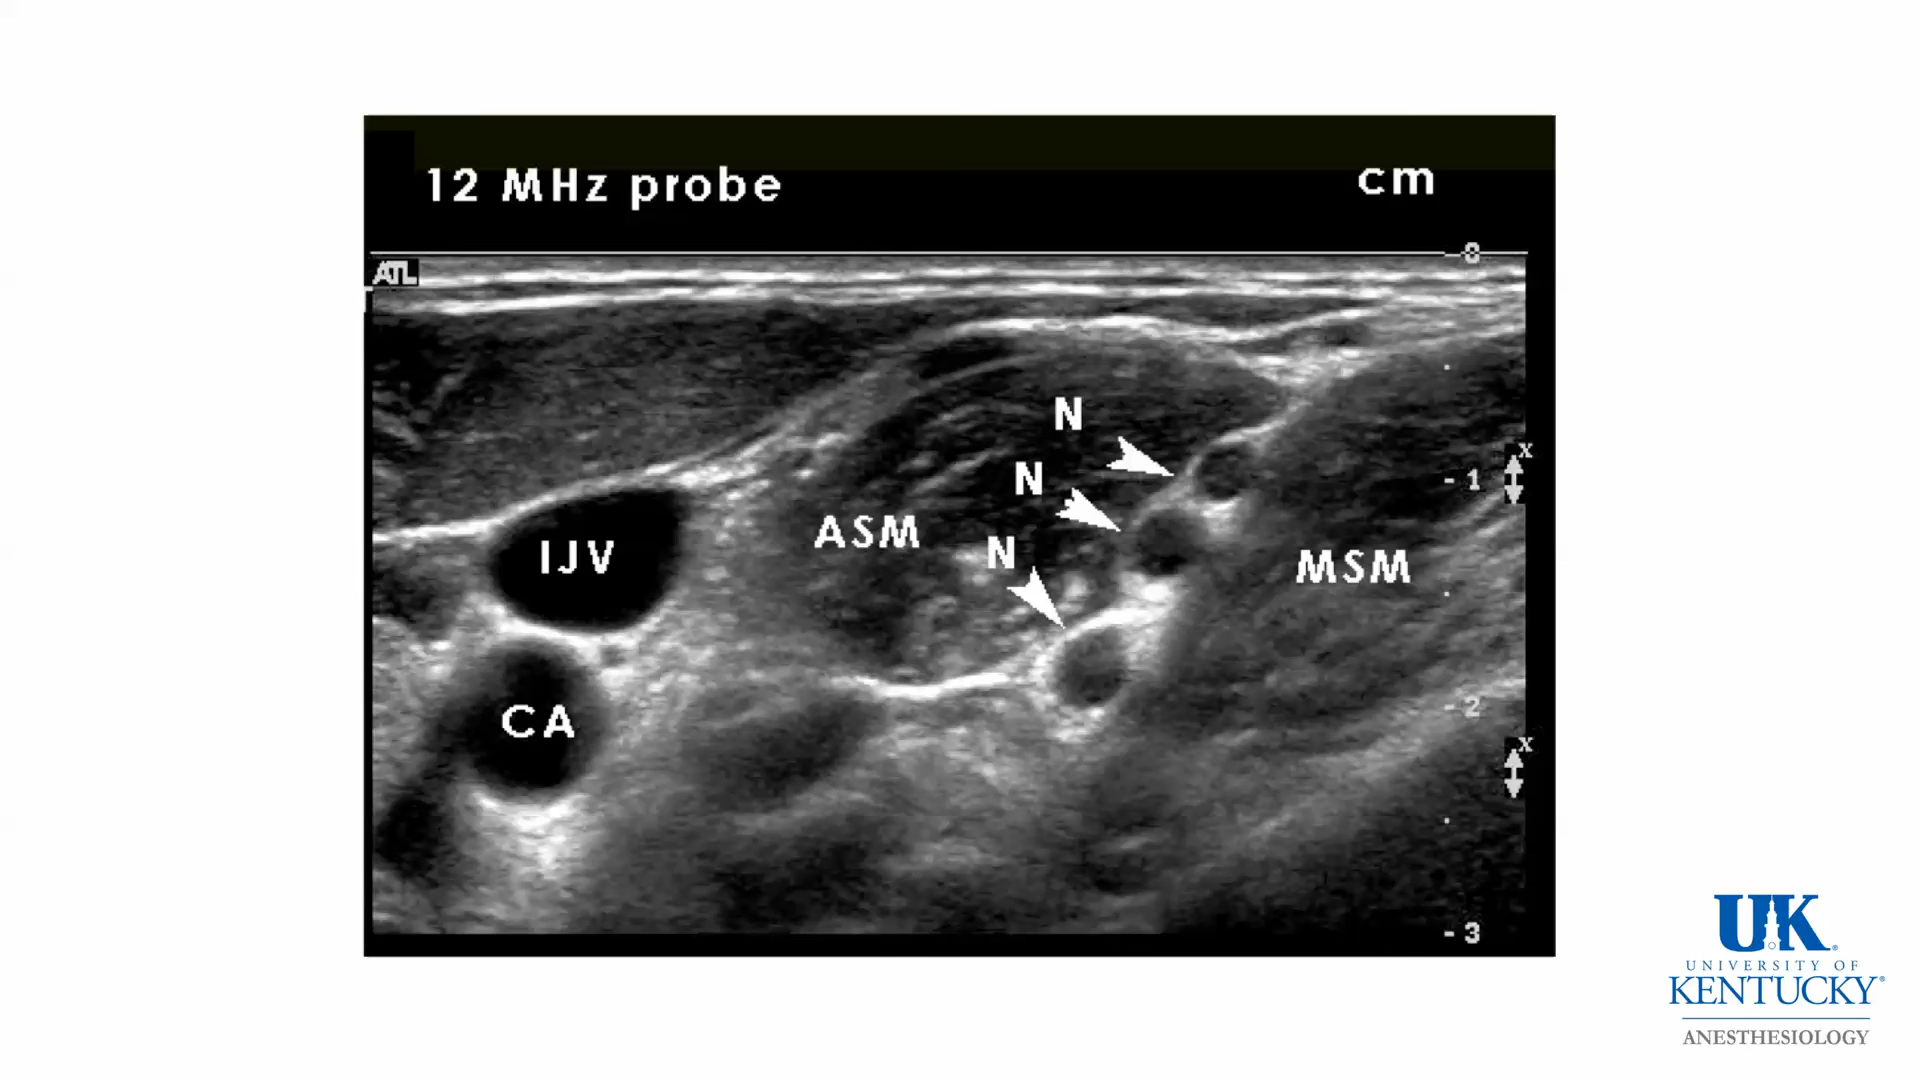 12 MHz probe
cm
0
ATL
N
x
N
- 1
ASM
N
IJV
MSM
- 2
CA
x
- 3
UK
UNIVERSITY OF
KENTUCKY®
ANESTHESIOLOGY